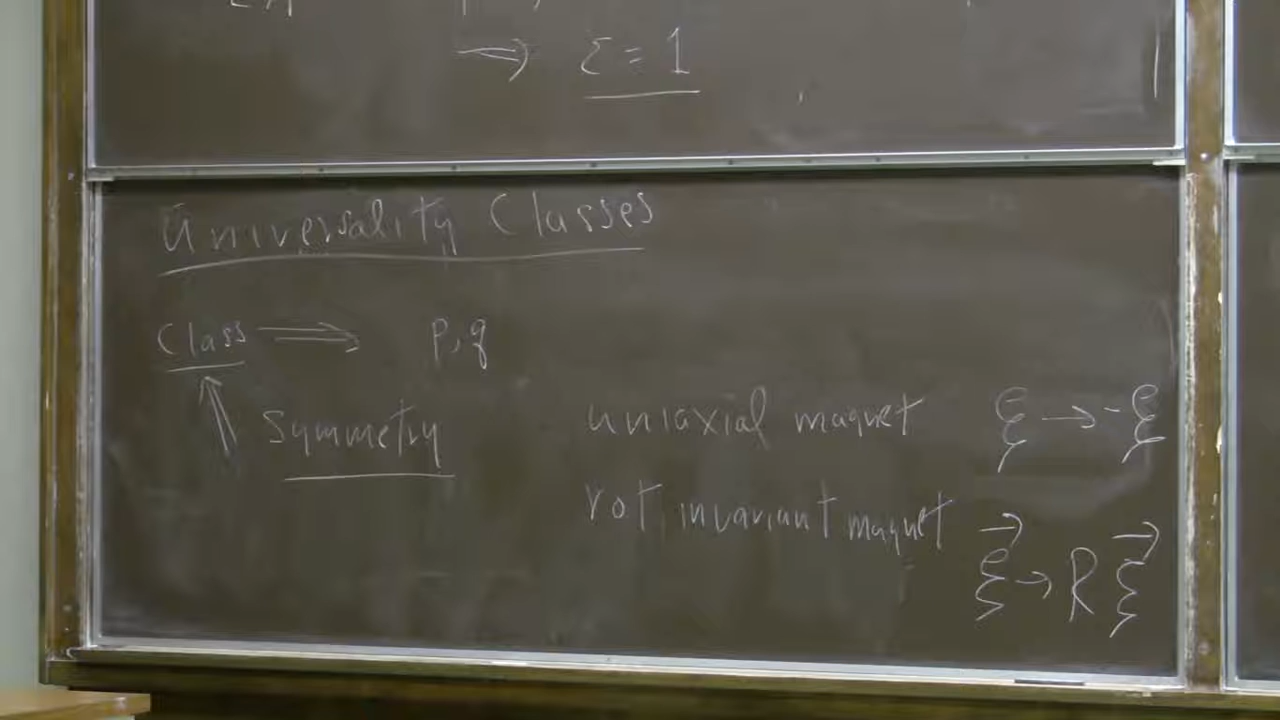 ⟹ ε = 1
Universality Classes
Class ⟹ p,q
Symmetry
uniaxial magnet ξ → -ξ
rot. invariant magnet ξ⃗ → R ξ⃗